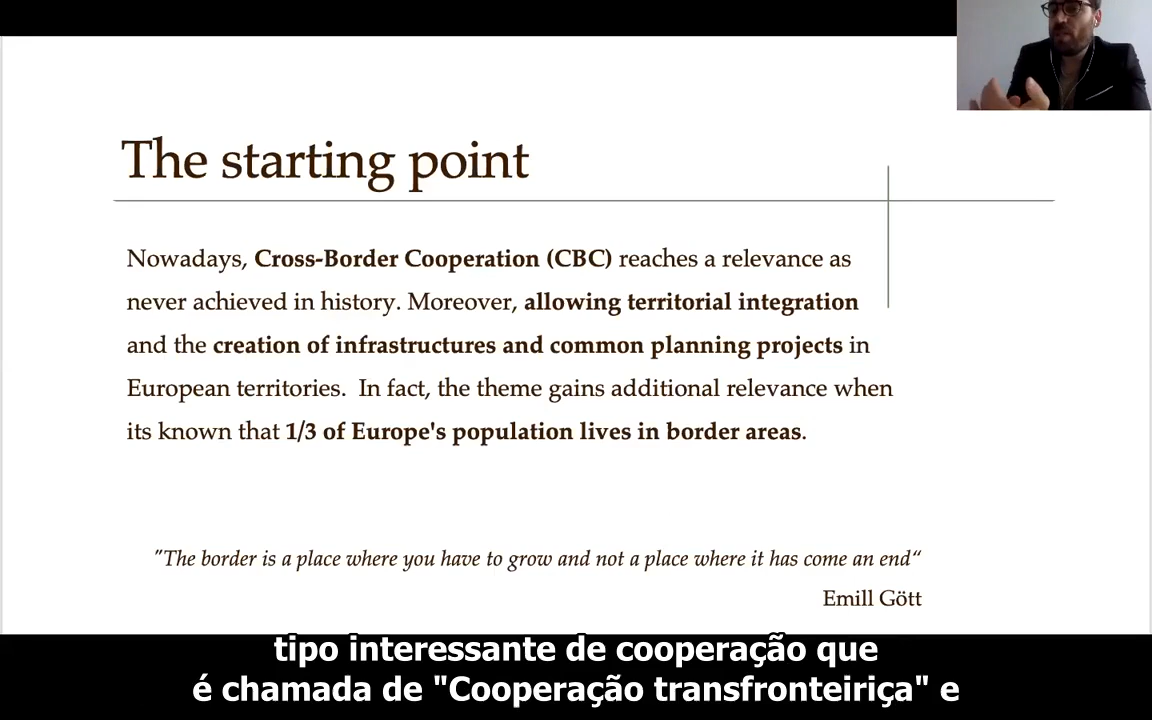 The starting point
Nowadays, Cross-Border Cooperation (CBC) reaches a relevance as
never achieved in history. Moreover, allowing territorial integration
and the creation of infrastructures and common planning projects in
European territories.  In fact, the theme gains additional relevance when
its known that 1/3 of Europe's population lives in border areas.
"The border is a place where you have to grow and not a place where it has come an end“
Emill Gött
tipo interessante de cooperação que
é chamada de "Cooperação transfronteiriça" e